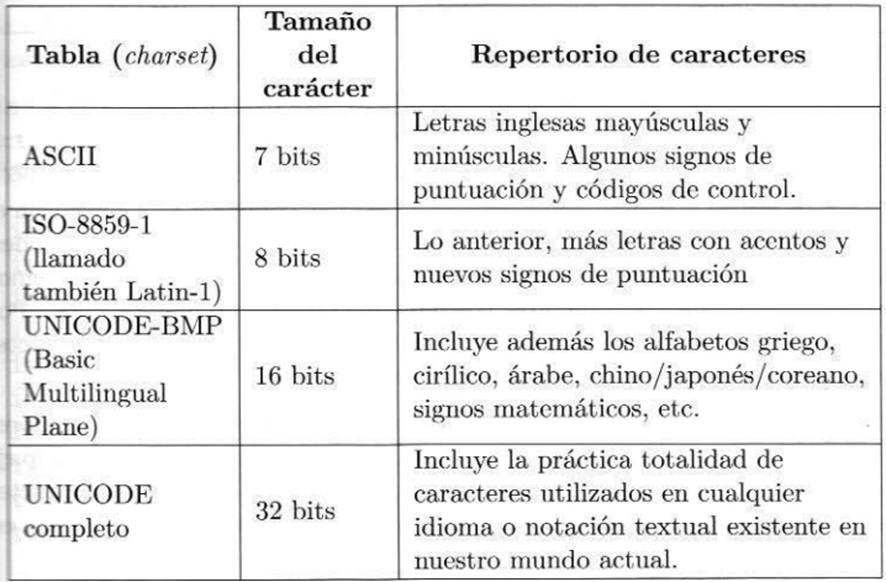 Tabla (charset)
Tamaño
del
carácter
Repertorio de caracteres
ASCII
7 bits
Letras inglesas mayúsculas y
minúsculas. Algunos signos de
puntuación y códigos de control.
ISO-8859-1
(llamado
también Latin-1)
8 bits
Lo anterior, más letras con acentos y
nuevos signos de puntuación
UNICODE-BMP
(Basic
Multilingual
Plane)
16 bits
Incluye además los alfabetos griego,
cirílico, árabe, chino/japonés/coreano,
signos matemáticos, etc.
UNICODE
completo
32 bits
Incluye la práctica totalidad de
caracteres utilizados en cualquier
idioma o notación textual existente en
nuestro mundo actual.